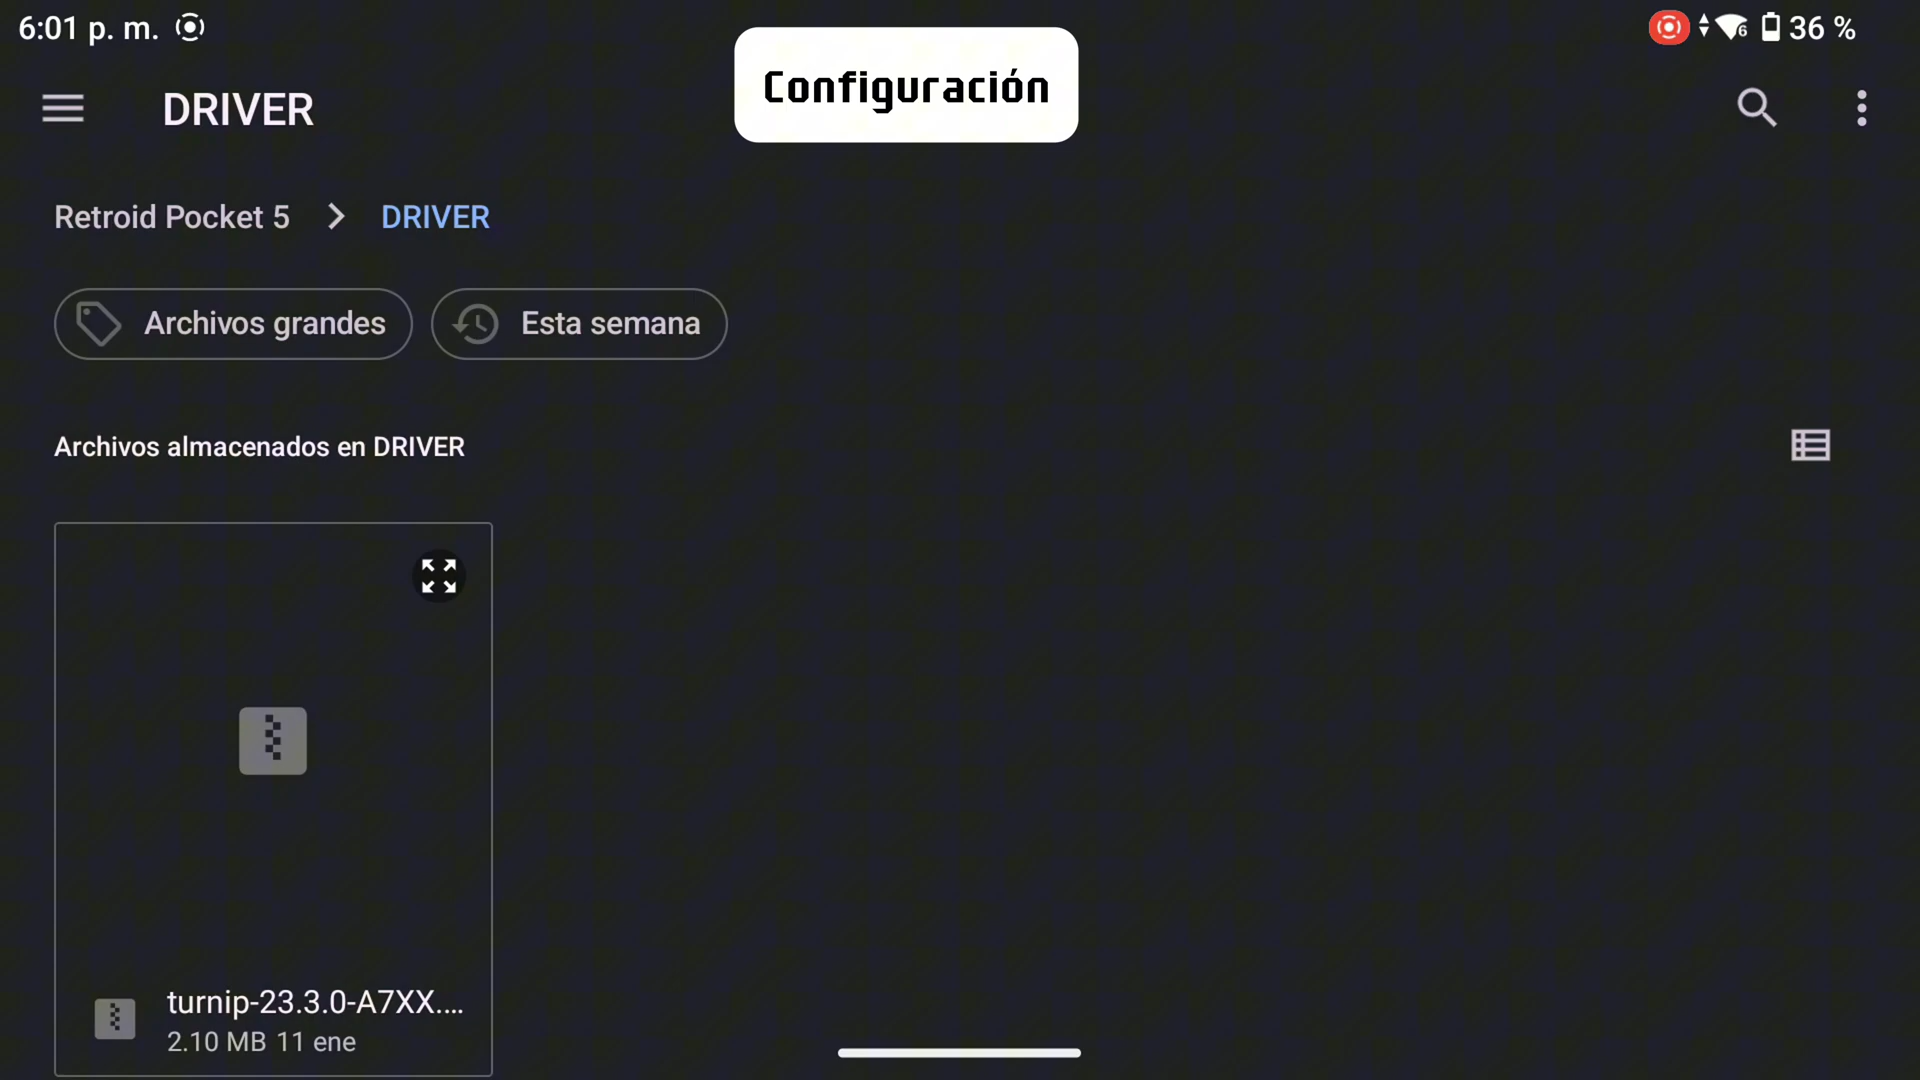 6:01 p. m.
6 36 %
Configuración
DRIVER
Retroid Pocket 5 DRIVER
Archivos grandes Esta semana
Archivos almacenados en DRIVER
turnip-23.3.0-A7XX....
2.10 MB 11 ene